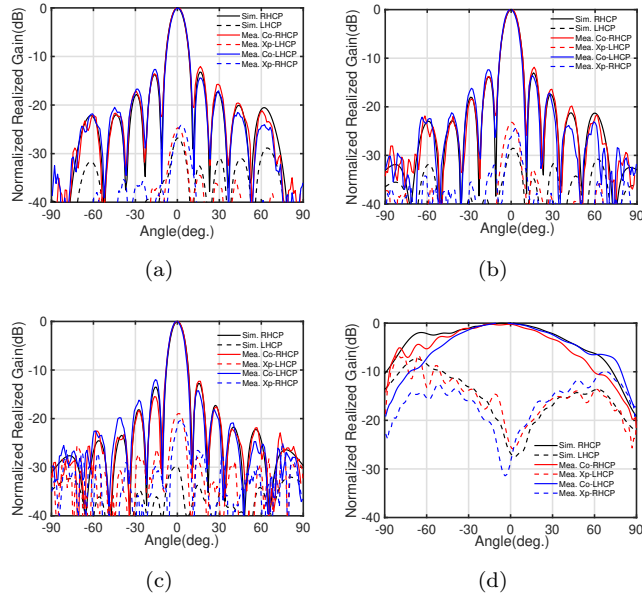 Normalized Realized Gain(dB)
0
-10
-20
-30
-40
-90 -60 -30 0 30 60 90
Angle(deg.)
Sim. RHCP
Sim. LHCP
Mea. Co-RHCP
Mea. Xp-LHCP
Mea. Co-LHCP
Mea. Xp-RHCP
(a)
Normalized Realized Gain(dB)
0
-10
-20
-30
-40
-90 -60 -30 0 30 60 90
Angle(deg.)
Sim. RHCP
Sim. LHCP
Mea. Co-RHCP
Mea. Xp-LHCP
Mea. Co-LHCP
Mea. Xp-RHCP
(b)
Normalized Realized Gain(dB)
0
-10
-20
-30
-40
-90 -60 -30 0 30 60 90
Angle(deg.)
Sim. RHCP
Sim. LHCP
Mea. Co-RHCP
Mea. Xp-LHCP
Mea. Co-LHCP
Mea. Xp-RHCP
(c)
Normalized Realized Gain(dB)
0
-10
-20
-30
-40
-90 -60 -30 0 30 60 90
Angle(deg.)
Sim. RHCP
Sim. LHCP
Mea. Co-RHCP
Mea. Xp-LHCP
Mea. Co-LHCP
Mea. Xp-RHCP
(d)